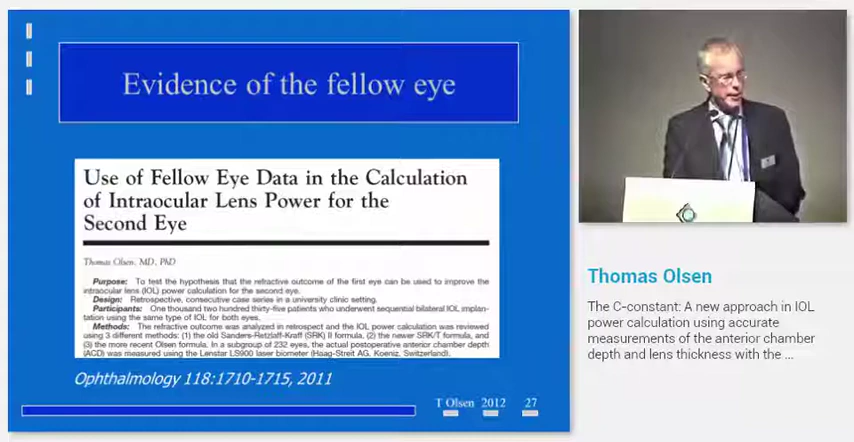 Evidence of the fellow eye
Use of Fellow Eye Data in the Calculation
of Intraocular Lens Power for the
Second Eye
Thomas Olsen, MD, PhD
Purpose: To test the hypothesis that the refractive outcome of the first eye can be used to improve the
intraocular lens (IOL) power calculation for the second eye.
Design: Retrospective, consecutive case series in a university clinic setting.
Participants: One thousand two hundred thirty-five patients who underwent sequential bilateral IOL implan-
tation using the same type of IOL for both eyes.
Methods: The refractive outcome was analyzed in retrospect and the IOL power calculation was reviewed
using 3 different methods: (1) the old Sanders-Retzlaff-Kraff (SRK) II formula, (2) the newer SRK/T formula, and
(3) the more recent Olsen formula. In a subgroup of 232 eyes, the actual postoperative anterior chamber depth
(ACD) was measured using the Lenstar LS900 laser biometer (Haag-Streit AG, Koeniz, Switzerland).
Ophthalmology 118:1710-1715, 2011
T Olsen 2012 27
Thomas Olsen
The C-constant: A new approach in IOL
power calculation using accurate
measurements of the anterior chamber
depth and lens thickness with the ...